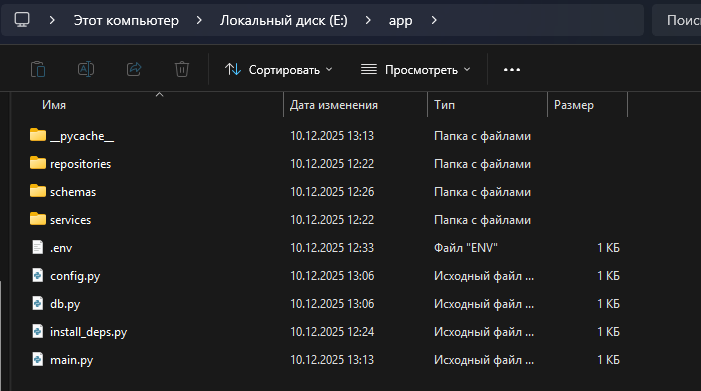 Этот компьютер > Локальный диск (E:) > app >
Сортировать Просмотреть •••
Имя Дата изменения Тип Размер
__pycache__ 10.12.2025 13:13 Папка с файлами
repositories 10.12.2025 12:22 Папка с файлами
schemas 10.12.2025 12:26 Папка с файлами
services 10.12.2025 12:22 Папка с файлами
.env 10.12.2025 12:33 Файл "ENV" 1 КБ
config.py 10.12.2025 13:06 Исходный файл ... 1 КБ
db.py 10.12.2025 13:06 Исходный файл ... 1 КБ
install_deps.py 10.12.2025 12:24 Исходный файл ... 1 КБ
main.py 10.12.2025 13:13 Исходный файл ... 1 КБ